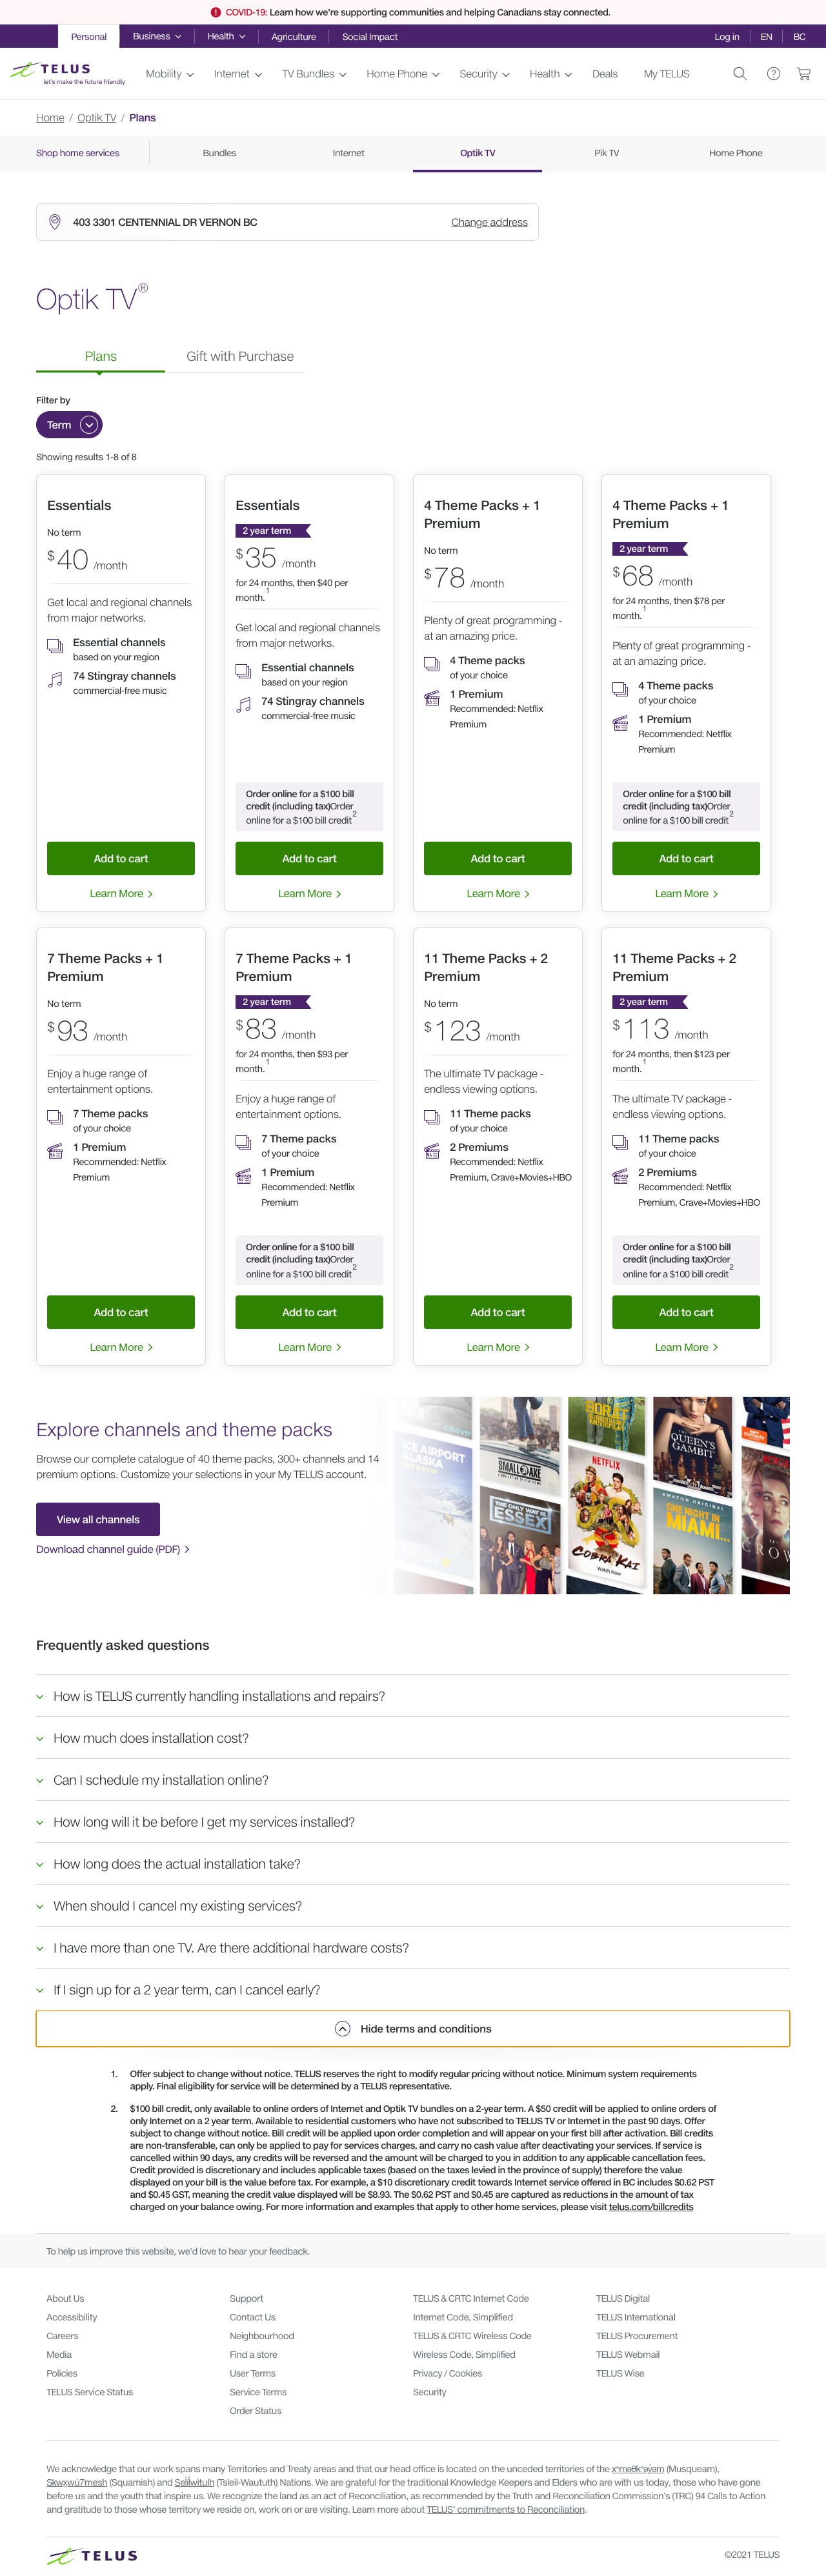 COVID-19: Learn how we're supporting communities and helping Canadians stay connected.
Personal Business Health Agriculture Social Impact Log in EN BC
TELUS
let's make the future friendly
Mobility Internet TV Bundles Home Phone Security Health Deals My TELUS
Home / Optik TV / Plans
Shop home services Bundles Internet Optik TV Pik TV Home Phone
403 3301 CENTENNIAL DR VERNON BC Change address
Optik TV®
Plans Gift with Purchase
Filter by
Term
Showing results 1-8 of 8
Essentials
No term
$40 /month
Get local and regional channels
from major networks.
Essential channels
based on your region
74 Stingray channels
commercial-free music
Add to cart
Learn More
Essentials
2 year term
$35 /month
for 24 months, then $40 per
month.1
Get local and regional channels
from major networks.
Essential channels
based on your region
74 Stingray channels
commercial-free music
Order online for a $100 bill
credit (including tax)Order
online for a $100 bill credit2
Add to cart
Learn More
4 Theme Packs + 1
Premium
No term
$78 /month
Plenty of great programming -
at an amazing price.
4 Theme packs
of your choice
1 Premium
Recommended: Netflix
Premium
Add to cart
Learn More
4 Theme Packs + 1
Premium
2 year term
$68 /month
for 24 months, then $78 per
month.1
Plenty of great programming -
at an amazing price.
4 Theme packs
of your choice
1 Premium
Recommended: Netflix
Premium
Order online for a $100 bill
credit (including tax)Order
online for a $100 bill credit2
Add to cart
Learn More
7 Theme Packs + 1
Premium
No term
$93 /month
Enjoy a huge range of
entertainment options.
7 Theme packs
of your choice
1 Premium
Recommended: Netflix
Premium
Add to cart
Learn More
7 Theme Packs + 1
Premium
2 year term
$83 /month
for 24 months, then $93 per
month.1
Enjoy a huge range of
entertainment options.
7 Theme packs
of your choice
1 Premium
Recommended: Netflix
Premium
Order online for a $100 bill
credit (including tax)Order
online for a $100 bill credit2
Add to cart
Learn More
11 Theme Packs + 2
Premium
No term
$123 /month
The ultimate TV package -
endless viewing options.
11 Theme packs
of your choice
2 Premiums
Recommended: Netflix
Premium, Crave+Movies+HBO
Add to cart
Learn More
11 Theme Packs + 2
Premium
2 year term
$113 /month
for 24 months, then $123 per
month.1
The ultimate TV package -
endless viewing options.
11 Theme packs
of your choice
2 Premiums
Recommended: Netflix
Premium, Crave+Movies+HBO
Order online for a $100 bill
credit (including tax)Order
online for a $100 bill credit2
Add to cart
Learn More
Explore channels and theme packs
Browse our complete catalogue of 40 theme packs, 300+ channels and 14
premium options. Customize your selections in your My TELUS account.
View all channels
Download channel guide (PDF)
crave
ICE AIRPORT
ALASKA
SMALL AXE
THE ONLY WAY IS
ESSEX
BORAT
NETFLIX
COBRA KAI
Watch Now
THE
QUEEN'S
GAMBIT
AMAZON ORIGINAL
ONE NIGHT IN
MIAMI...
NETFLIX
CROW
Frequently asked questions
How is TELUS currently handling installations and repairs?
How much does installation cost?
Can I schedule my installation online?
How long will it be before I get my services installed?
How long does the actual installation take?
When should I cancel my existing services?
I have more than one TV. Are there additional hardware costs?
If I sign up for a 2 year term, can I cancel early?
Hide terms and conditions
1. Offer subject to change without notice. TELUS reserves the right to modify regular pricing without notice. Minimum system requirements
apply. Final eligibility for service will be determined by a TELUS representative.
2. $100 bill credit, only available to online orders of Internet and Optik TV bundles on a 2-year term. A $50 credit will be applied to online orders of
only Internet on a 2 year term. Available to residential customers who have not subscribed to TELUS TV or Internet in the past 90 days. Offer
subject to change without notice. Bill credit will be applied upon order completion and will appear on your first bill after activation. Bill credits
are non-transferable, can only be applied to pay for services charges, and carry no cash value after deactivating your services. If service is
cancelled within 90 days, any credits will be reversed and the amount will be charged to you in addition to any applicable cancellation fees.
Credit provided is discretionary and includes applicable taxes (based on the taxes levied in the province of supply) therefore the value
displayed on your bill is the value before tax. For example, a $10 discretionary credit towards Internet service offered in BC includes $0.62 PST
and $0.45 GST, meaning the credit value displayed will be $8.93. The $0.62 PST and $0.45 are captured as reductions in the amount of tax
charged on your balance owing. For more information and examples that apply to other home services, please visit telus.com/billcredits
To help us improve this website, we'd love to hear your feedback.
About Us
Accessibility
Careers
Media
Policies
TELUS Service Status
Support
Contact Us
Neighbourhood
Find a store
User Terms
Service Terms
Order Status
TELUS & CRTC Internet Code
Internet Code, Simplified
TELUS & CRTC Wireless Code
Wireless Code, Simplified
Privacy / Cookies
Security
TELUS Digital
TELUS International
TELUS Procurement
TELUS Webmail
TELUS Wise
We acknowledge that our work spans many Territories and Treaty areas and that our head office is located on the unceded territories of the xʷməθkʷəy̓əm (Musqueam),
Skwxwú7mesh (Squamish) and Sel̓íl̓witulh (Tsleil-Waututh) Nations. We are grateful for the traditional Knowledge Keepers and Elders who are with us today, those who have gone
before us and the youth that inspire us. We recognize the land as an act of Reconciliation, as recommended by the Truth and Reconciliation Commission's (TRC) 94 Calls to Action
and gratitude to those whose territory we reside on, work on or are visiting. Learn more about TELUS' commitments to Reconciliation.
TELUS ©2021 TELUS